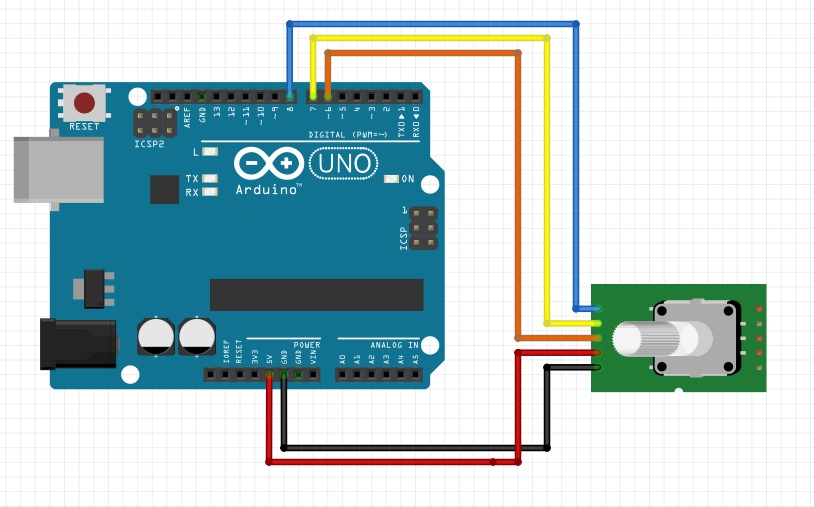 RESET
ICSP2
AREF
GND
13
12
~11
~10
~9
8
7
~6
~5
4
~3
2
TXD▲1
RXD◄0
DIGITAL (PWM=~)
L
TX
RX
UNO
Arduino™
ON
1
ICSP
POWER
ANALOG IN
IOREF
RESET
3V3
5V
GND
GND
VIN
A0
A1
A2
A3
A4
A5